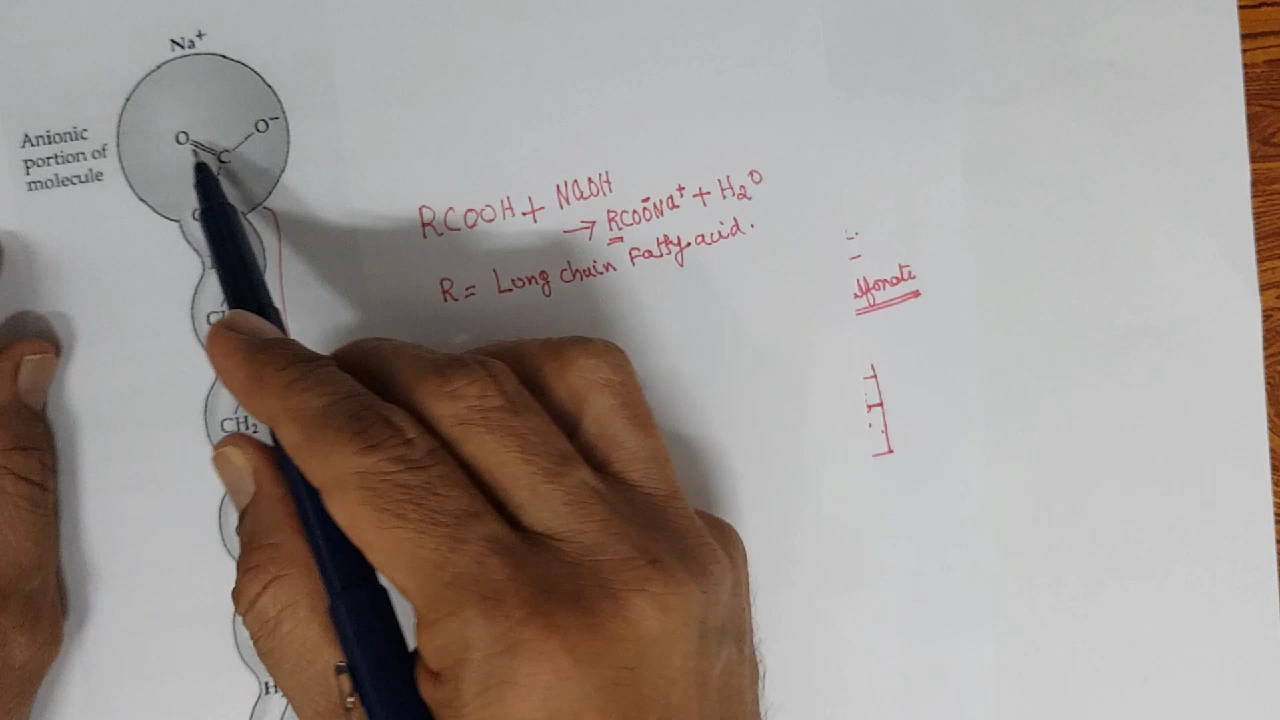 Na⁺
O
O⁻
C
Anionic
portion of
molecule
RCOOH + NaOH
→ RCOO⁻Na⁺ + H₂O
R = Long chain Fatty acid.
CH₂